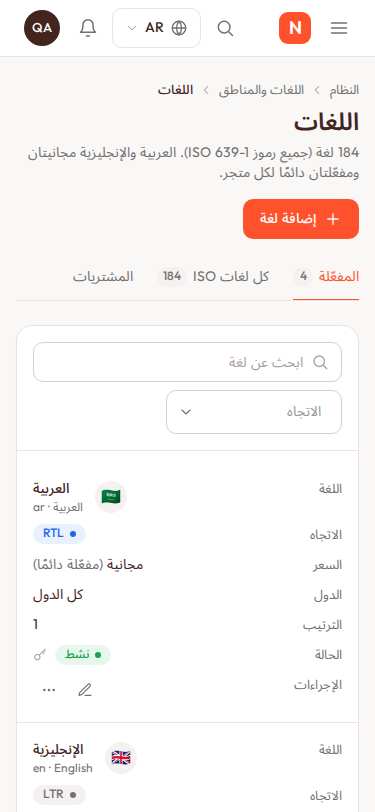 N
AR
QA
النظام > اللغات والمناطق > اللغات
اللغات
184 لغة (جميع رموز ISO 639-1). العربية والإنجليزية مجانيتان
ومفعّلتان دائمًا لكل متجر.
إضافة لغة +
المفعّلة 4
كل لغات ISO 184
المشتريات
ابحث عن لغة
الاتجاه
اللغة
العربية
العربية · ar
الاتجاه
RTL
السعر
مجانية (مفعّلة دائمًا)
الدول
كل الدول
الترتيب
1
الحالة
نشط
الإجراءات
اللغة
الإنجليزية
en · English
الاتجاه
LTR